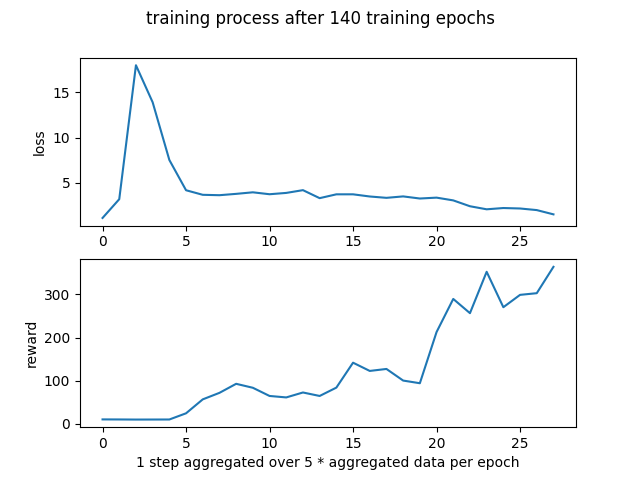 training process after 140 training epochs
15
10
5
loss
0 5 10 15 20 25
300
200
100
0
reward
0 5 10 15 20 25
1 step aggregated over 5 * aggregated data per epoch